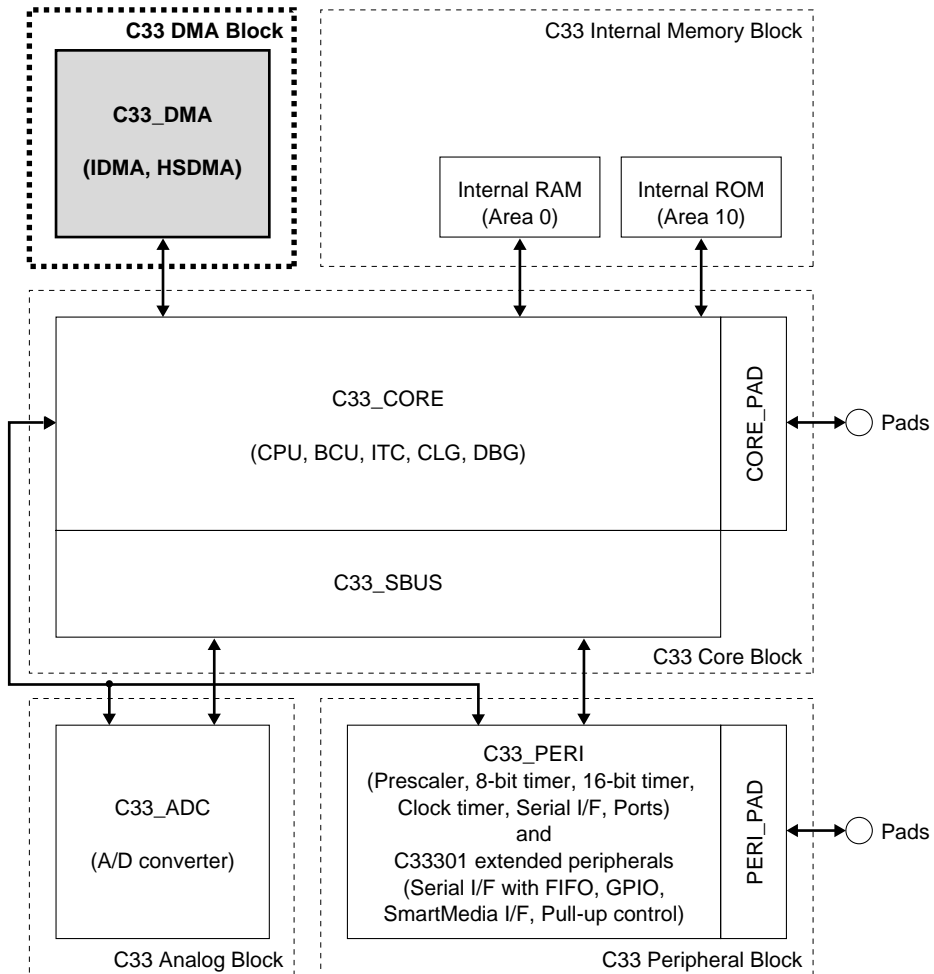 C33 DMA Block
C33_DMA
(IDMA, HSDMA)
C33 Internal Memory Block
Internal RAM
(Area 0)
Internal ROM
(Area 10)
C33_CORE
(CPU, BCU, ITC, CLG, DBG)
CORE_PAD
Pads
C33_SBUS
C33 Core Block
C33_ADC
(A/D converter)
C33 Analog Block
C33_PERI
(Prescaler, 8-bit timer, 16-bit timer,
Clock timer, Serial I/F, Ports)
and
C33301 extended peripherals
(Serial I/F with FIFO, GPIO,
SmartMedia I/F, Pull-up control)
PERI_PAD
Pads
C33 Peripheral Block